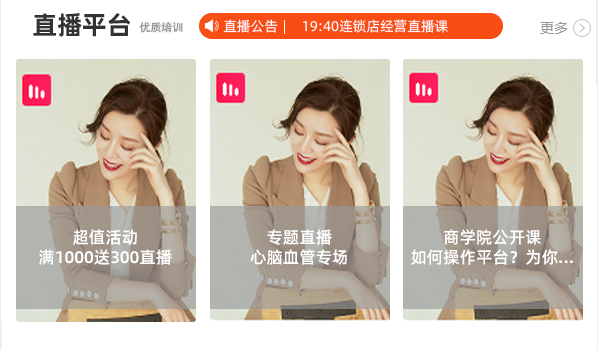 直播平台 优质培训 直播公告｜ 19:40连锁店经营直播课 更多
超值活动
满1000送300直播
专题直播
心脑血管专场
商学院公开课
如何操作平台？为你...